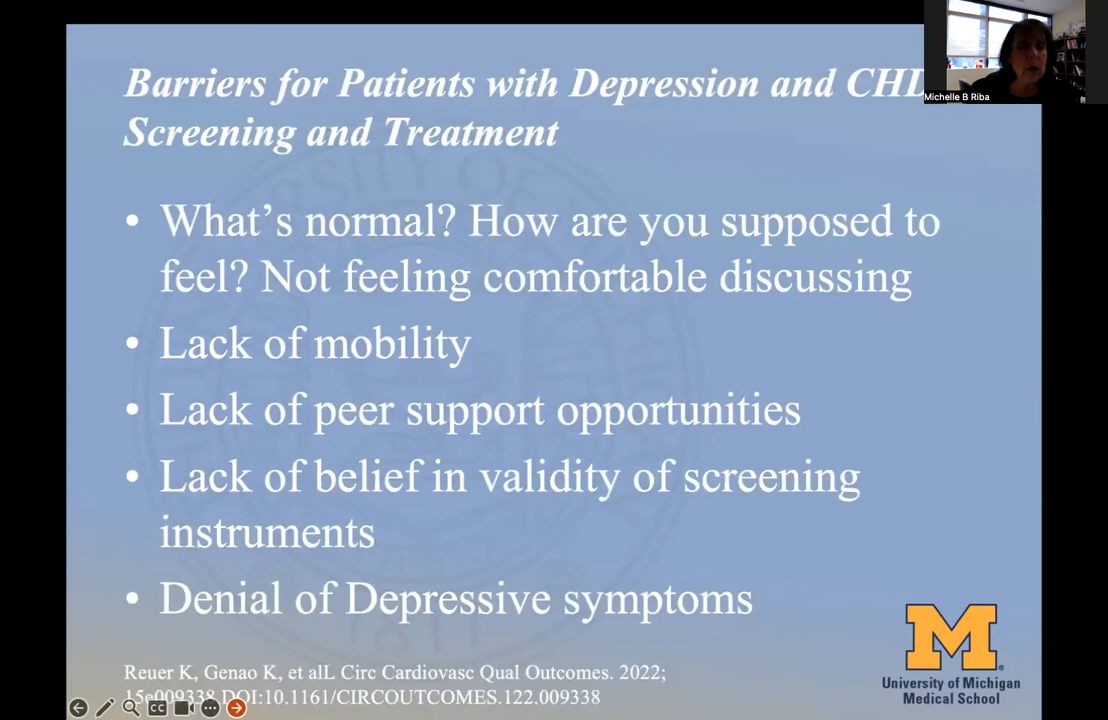 Barriers for Patients with Depression and CHD
Screening and Treatment
Michelle B Riba
• What’s normal? How are you supposed to
feel? Not feeling comfortable discussing
• Lack of mobility
• Lack of peer support opportunities
• Lack of belief in validity of screening
instruments
• Denial of Depressive symptoms
Reuer K, Genao K, et alL Circ Cardiovasc Qual Outcomes. 2022;
15e009338 DOI:10.1161/CIRCOUTCOMES.122.009338
CC
M
University of Michigan
Medical School